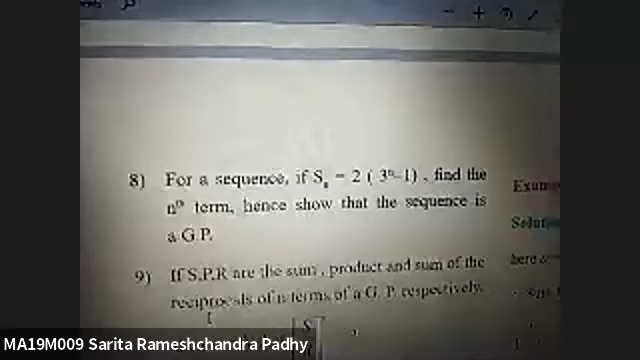 8) For a sequence, if Sₙ = 2 ( 3ⁿ-1) , find the
nᵗʰ term, hence show that the sequence is
a G.P.
9) If S,P,R are the sum , product and sum of the
reciprocals of n terms of a G. P. respectively,
S
here
MA19M009 Sarita Rameshchandra Padhy